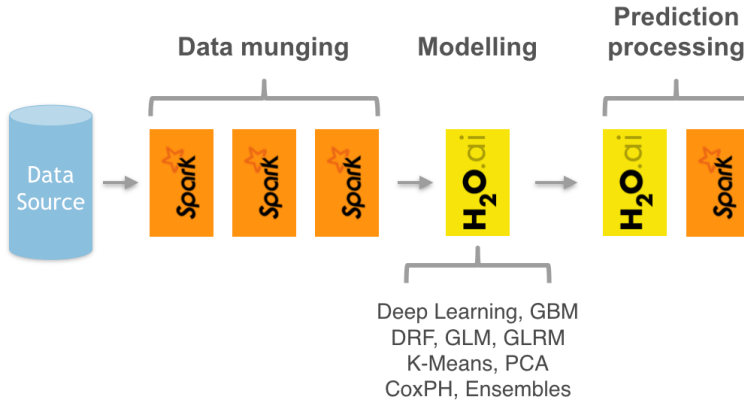 Data munging
Modelling
Prediction
processing
Data
Source
Spark
Spark
Spark
H2O.ai
H2O.ai
Spark
Deep Learning, GBM
DRF, GLM, GLRM
K-Means, PCA
CoxPH, Ensembles